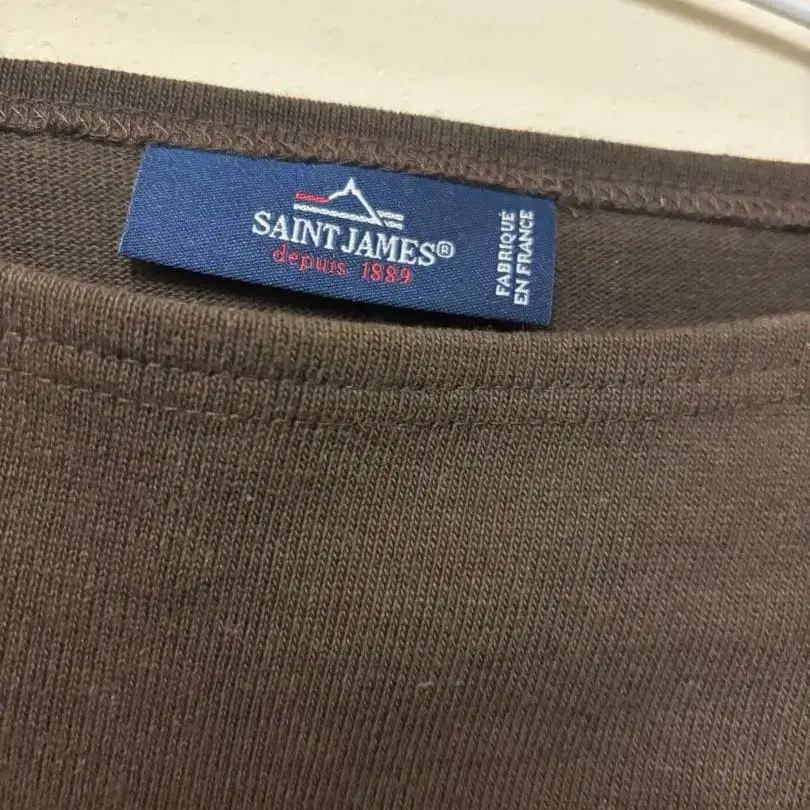 SAINT JAMES®
depuis 1889
FABRIQUÉ
EN FRANCE